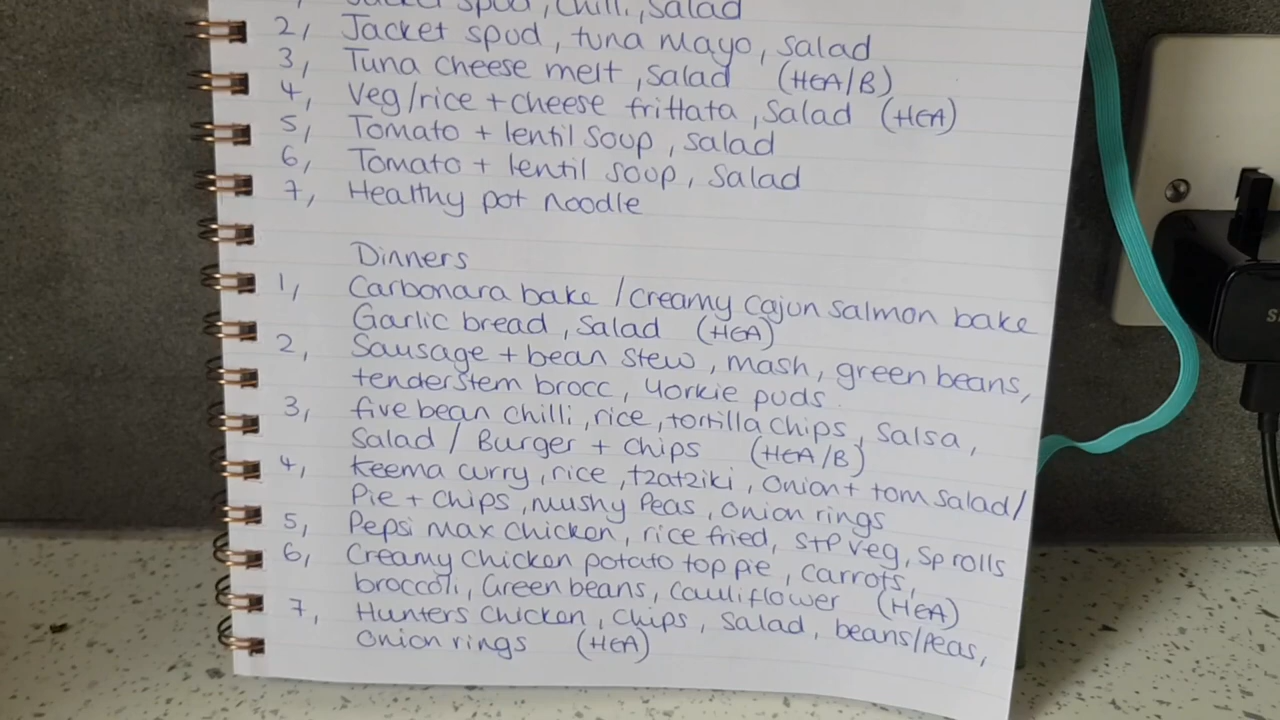 spud, chilli, salad
2, Jacket spud, tuna mayo, salad
3, Tuna cheese melt, salad (HEA/B)
4, Veg/rice + cheese frittata, salad (HEA)
5, Tomato + lentil soup, salad
6, Tomato + lentil soup, salad
7, Healthy pot noodle
Dinners
1, Carbonara bake / creamy cajun salmon bake
Garlic bread, salad (HEA)
2, Sausage + bean stew, mash, green beans,
tenderstem brocc, yorkie puds.
3, five bean chilli, rice, tortilla chips, salsa,
salad / Burger + chips (HEA/B)
4, keema curry, rice, tzatziki, onion + tom salad/
Pie + chips, mushy peas, onion rings
5, Pepsi max chicken, rice fried, S+P veg, sp rolls
6, Creamy chicken potato top pie, carrots,
broccoli, Green beans, cauliflower (HEA)
7, Hunters chicken, chips, salad, beans/peas,
onion rings (HEA)